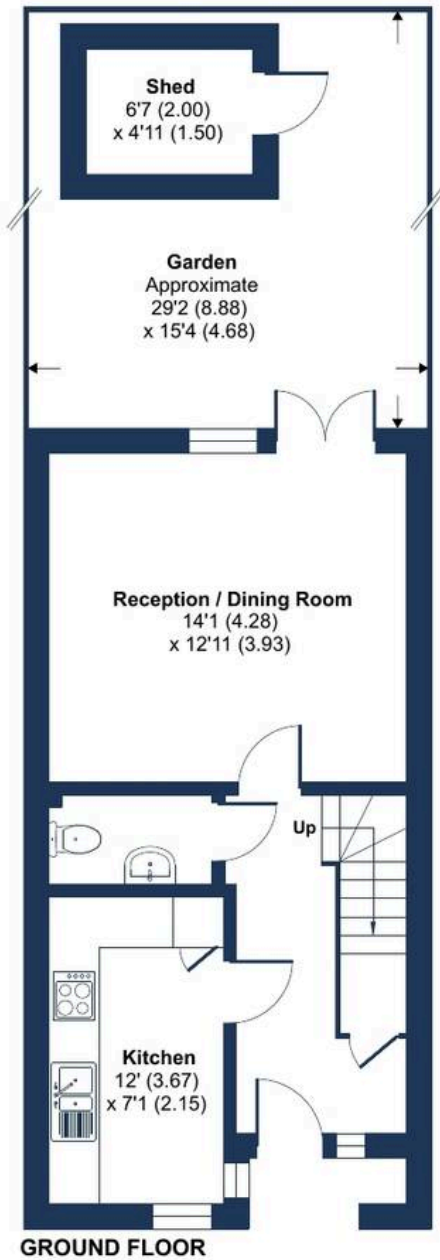 Shed
6'7 (2.00)
x 4'11 (1.50)
Garden
Approximate
29'2 (8.88)
x 15'4 (4.68)
Reception / Dining Room
14'1 (4.28)
x 12'11 (3.93)
Up
Kitchen
12' (3.67)
x 7'1 (2.15)
GROUND FLOOR